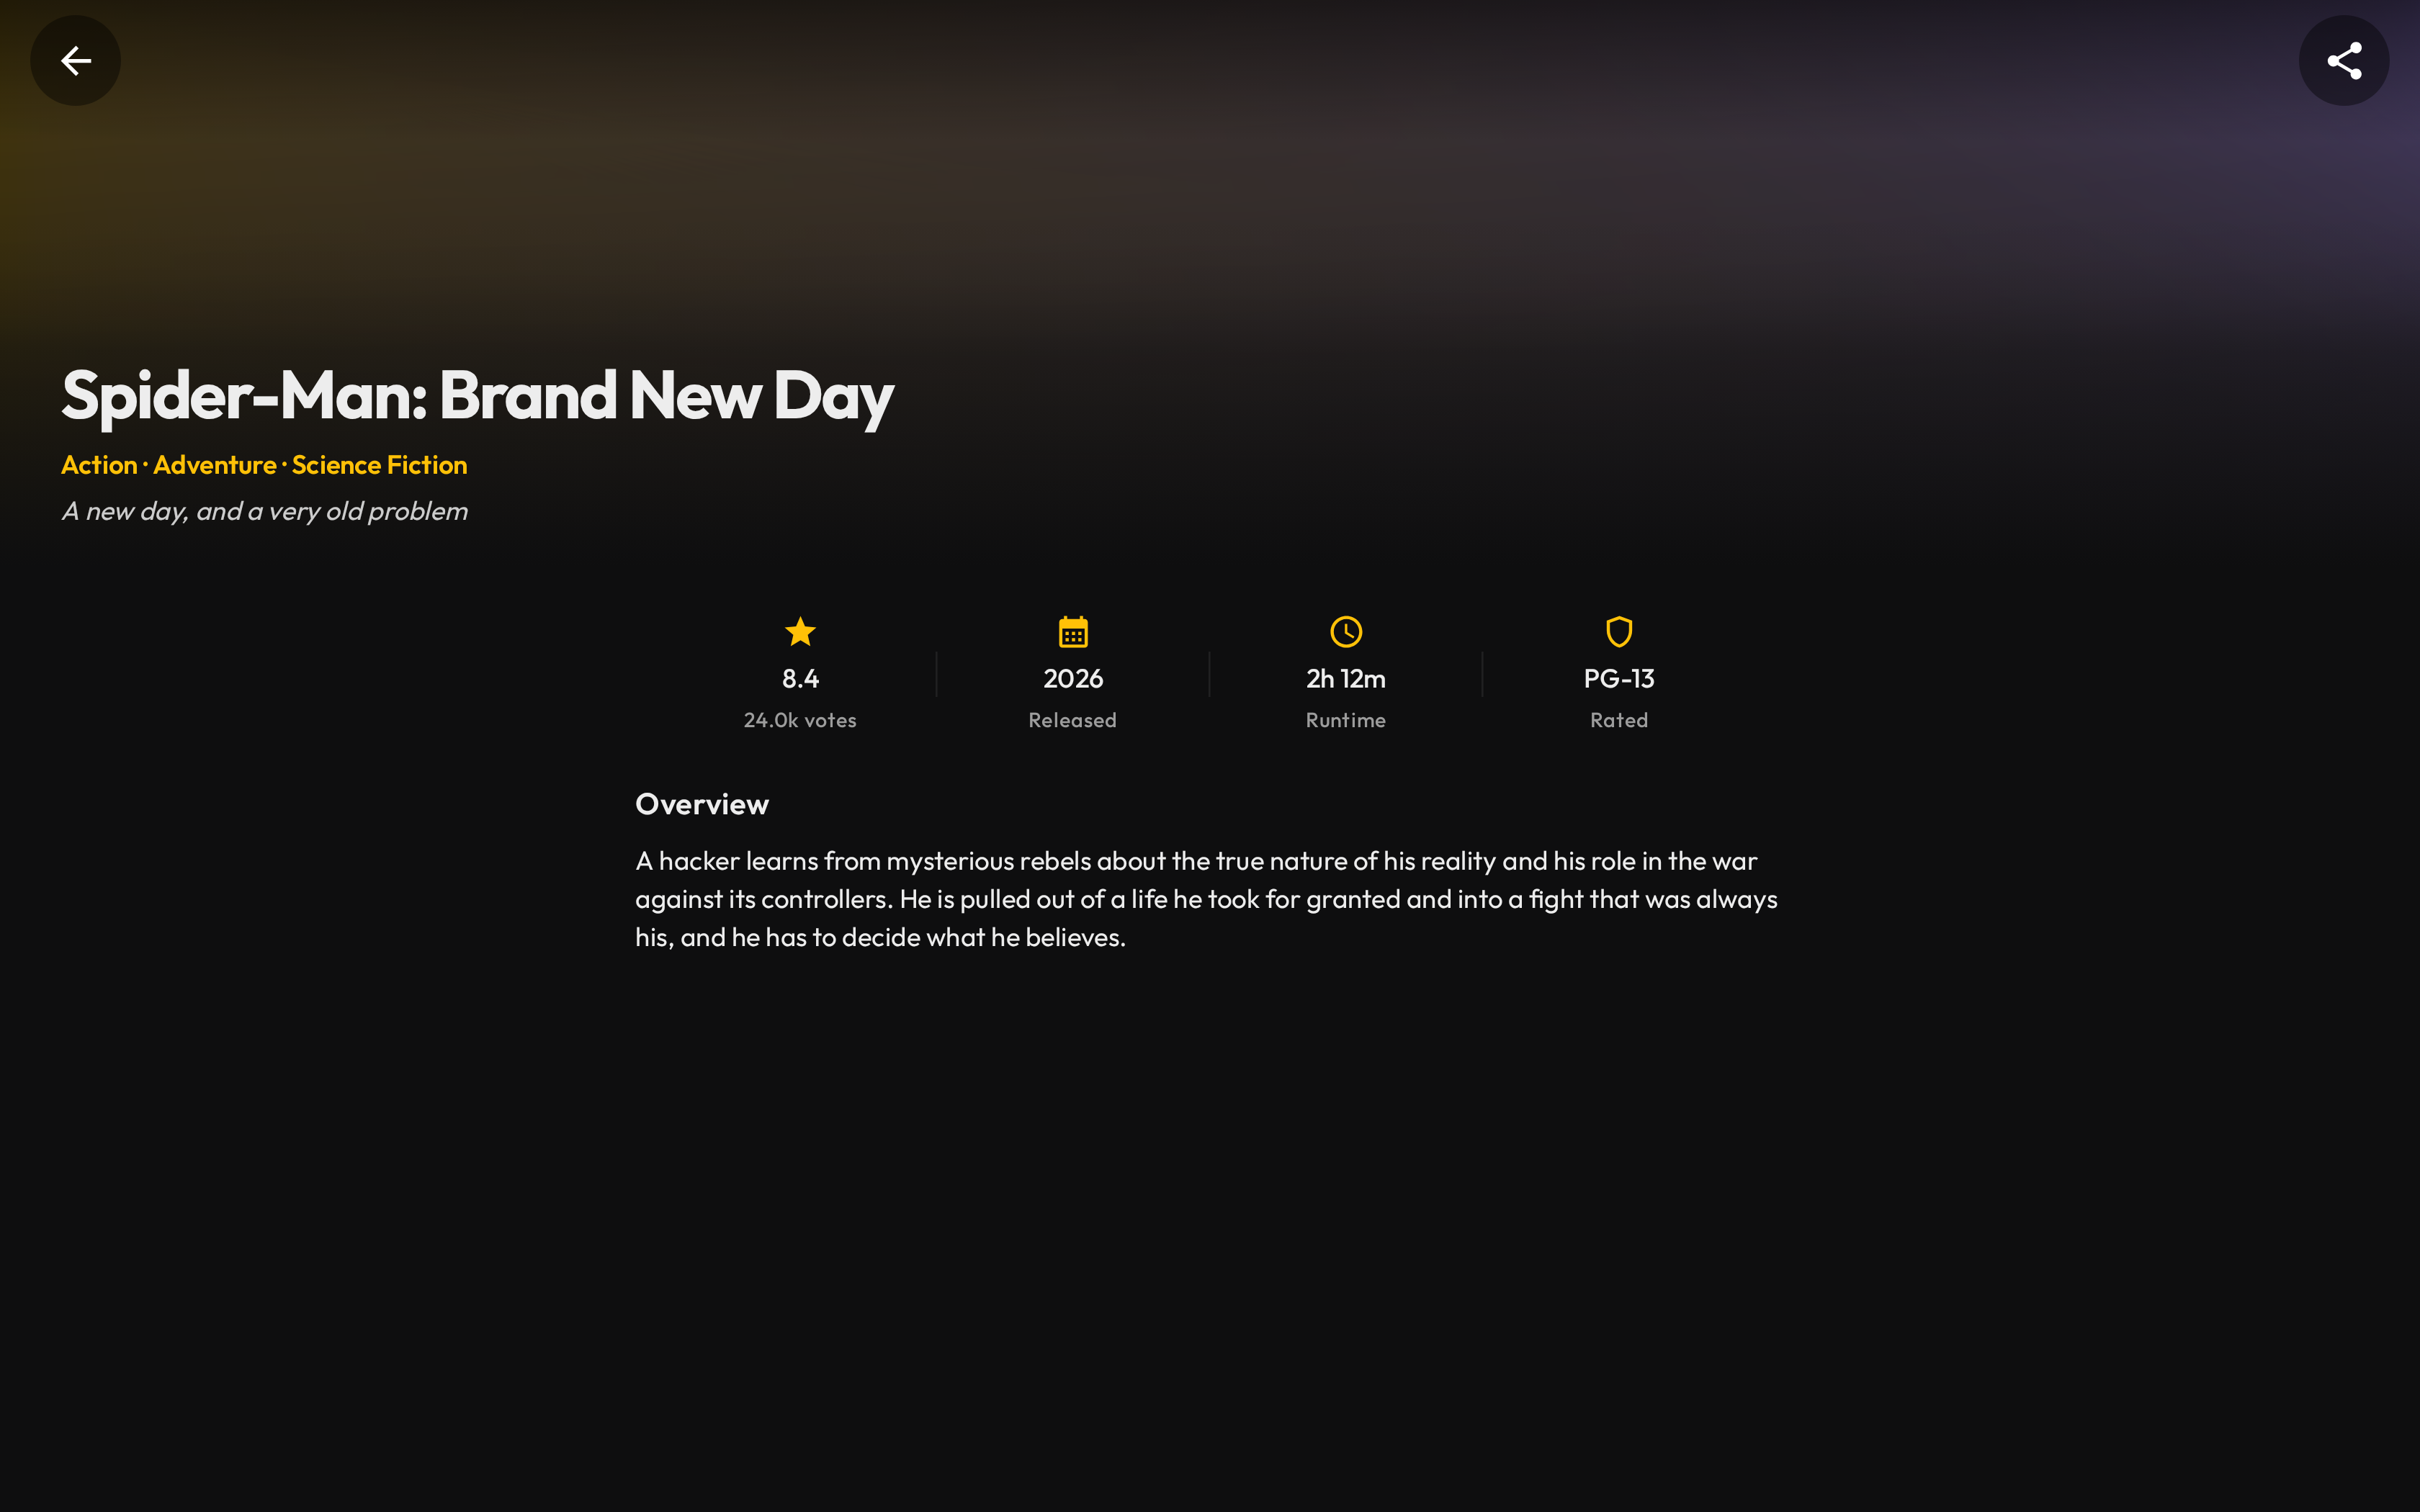 Spider-Man: Brand New Day
Action · Adventure · Science Fiction
A new day, and a very old problem
8.4
24.0k votes
2026
Released
2h 12m
Runtime
PG-13
Rated
Overview
A hacker learns from mysterious rebels about the true nature of his reality and his role in the war
against its controllers. He is pulled out of a life he took for granted and into a fight that was always
his, and he has to decide what he believes.